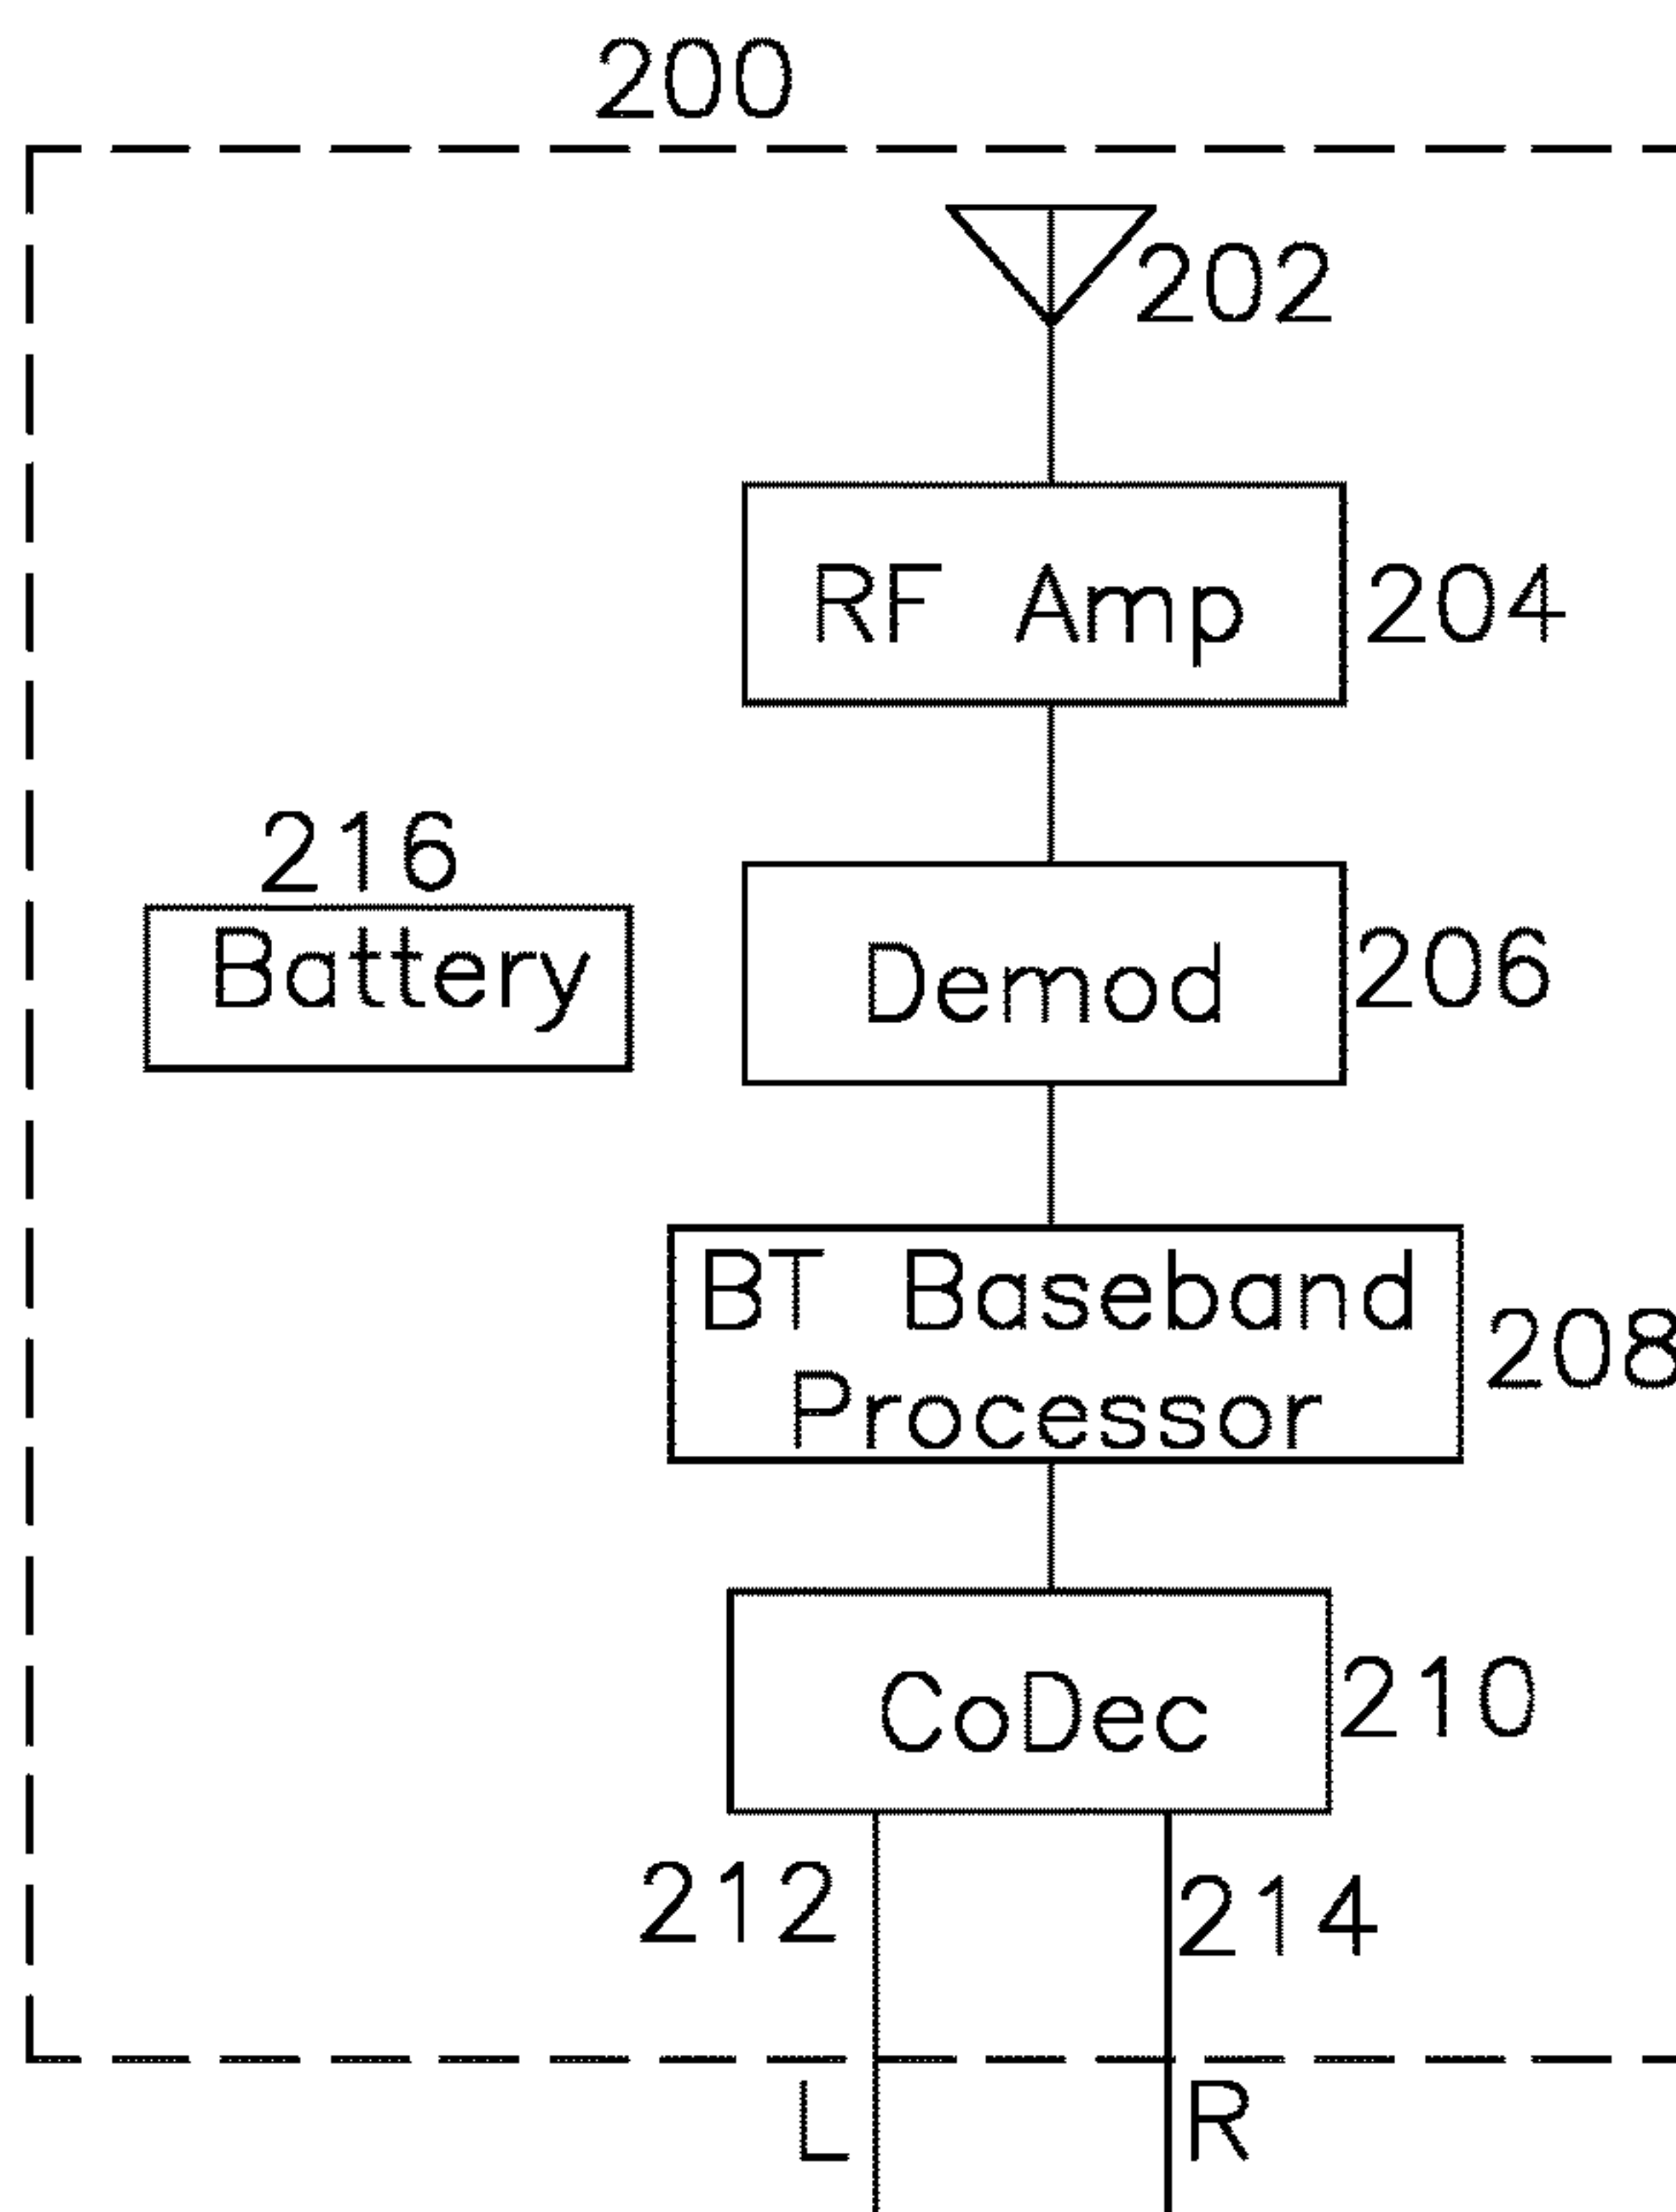 200
202
RF Amp
204
216
Battery
Demod
206
BT Baseband
Processor
208
CoDec
210
212
214
L
R